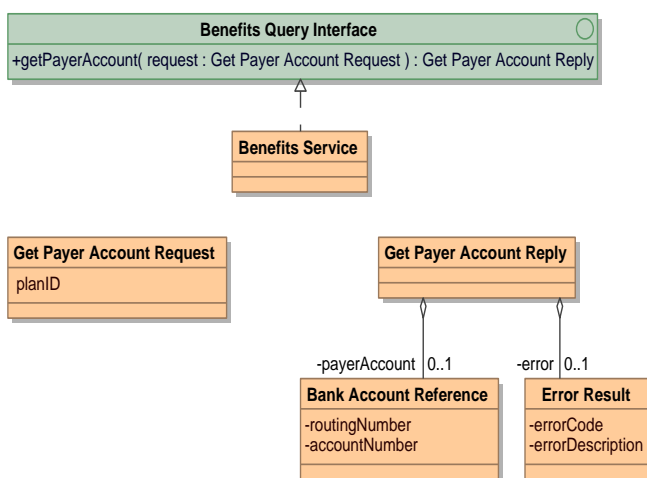 Benefits Query Interface
+getPayerAccount( request : Get Payer Account Request ) : Get Payer Account Reply
Benefits Service
Get Payer Account Request
planID
Get Payer Account Reply
-payerAccount 0..1
-error 0..1
Bank Account Reference
-routingNumber
-accountNumber
Error Result
-errorCode
-errorDescription